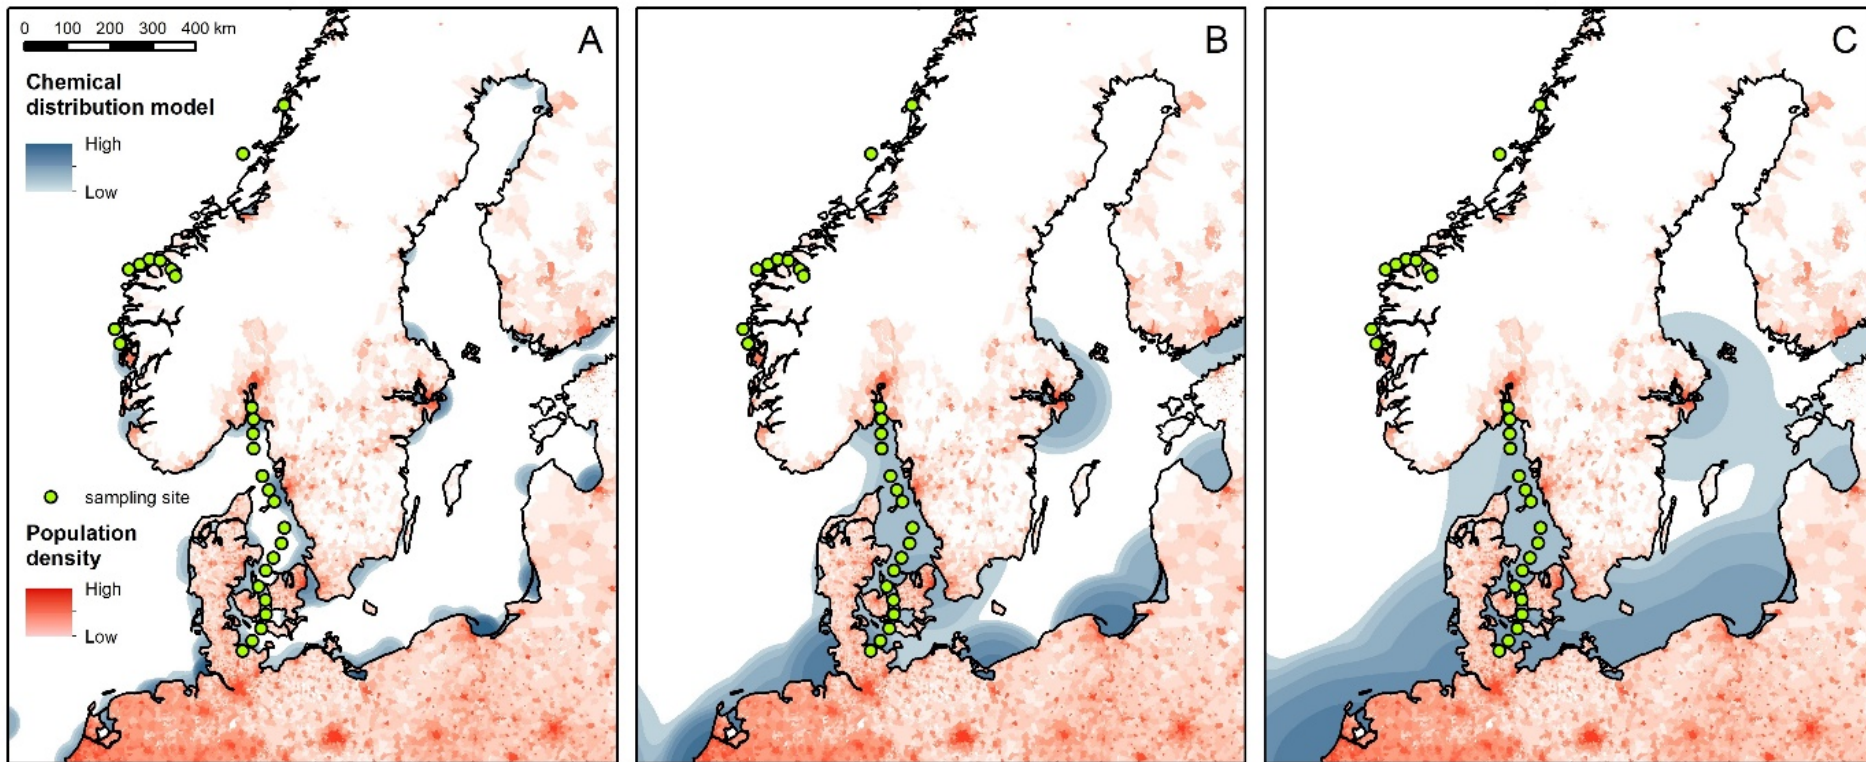 0 100 200 300 400 km
A
B
C
Chemical
distribution model
High
Low
sampling site
Population
density
High
Low